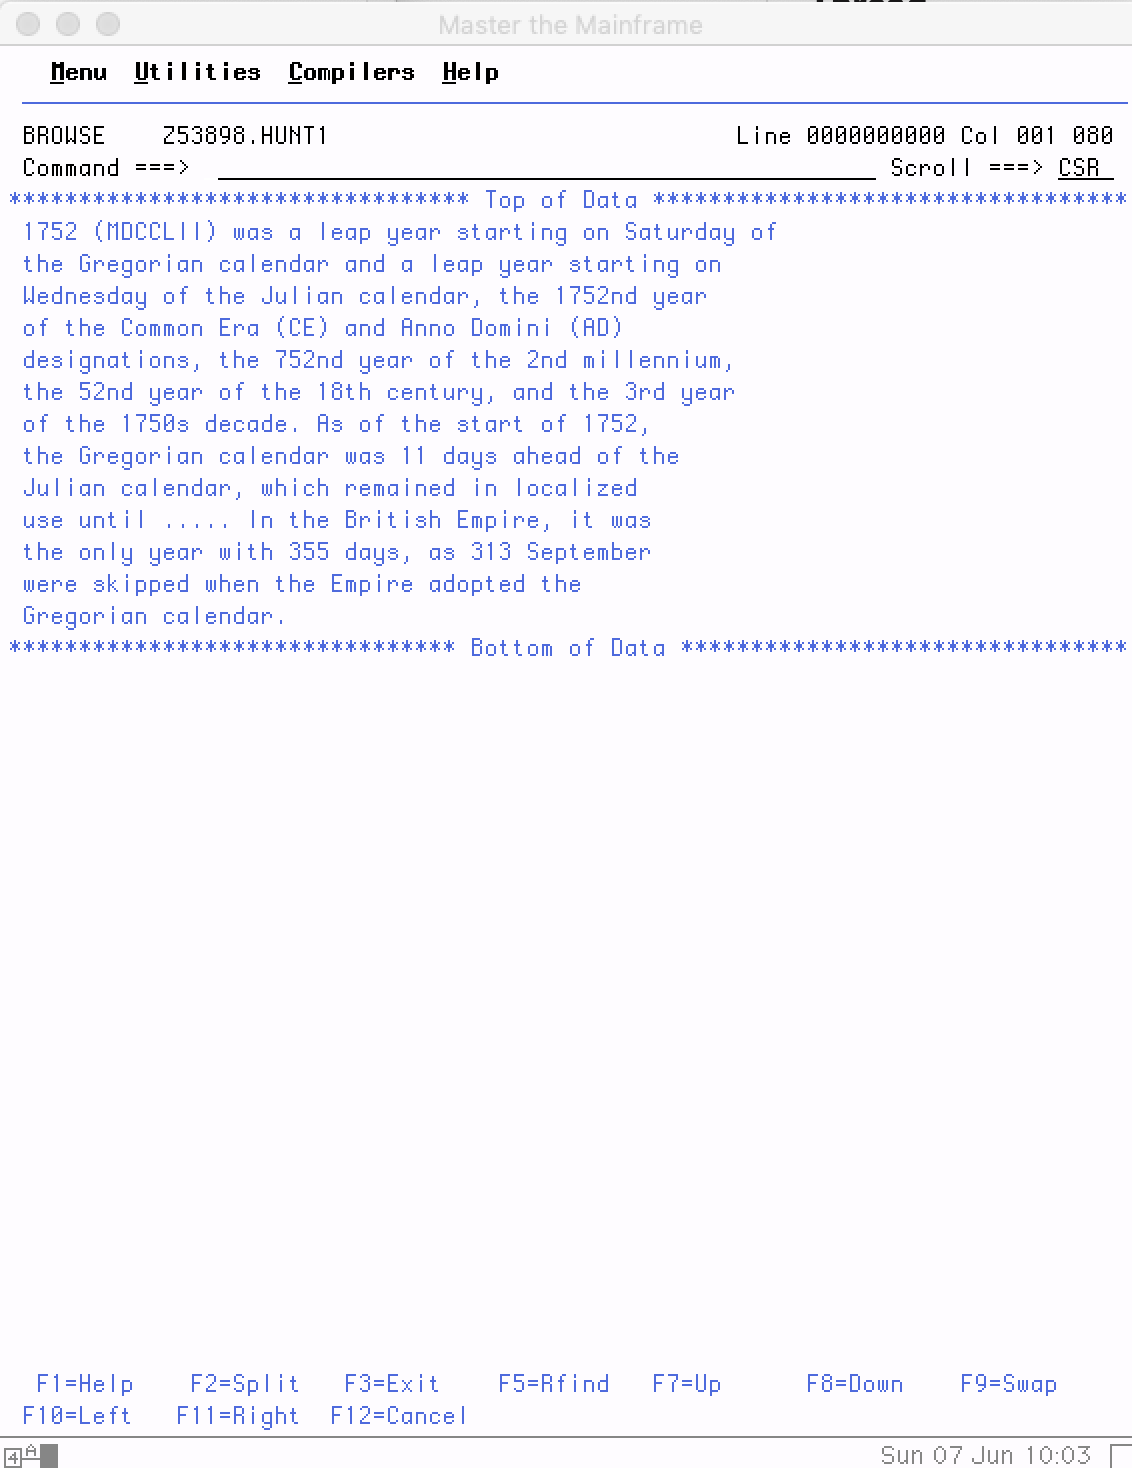 Master the Mainframe
Menu Utilities Compilers Help
BROWSE Z53898.HUNT1 Line 0000000000 Col 001 080
Command ===> Scroll ===> CSR
********************************* Top of Data **********************************
1752 (MDCCLII) was a leap year starting on Saturday of
the Gregorian calendar and a leap year starting on
Wednesday of the Julian calendar, the 1752nd year
of the Common Era (CE) and Anno Domini (AD)
designations, the 752nd year of the 2nd millennium,
the 52nd year of the 18th century, and the 3rd year
of the 1750s decade. As of the start of 1752,
the Gregorian calendar was 11 days ahead of the
Julian calendar, which remained in localized
use until ..... In the British Empire, it was
the only year with 355 days, as 313 September
were skipped when the Empire adopted the
Gregorian calendar.
******************************** Bottom of Data ********************************
F1=Help F2=Split F3=Exit F5=Rfind F7=Up F8=Down F9=Swap
F10=Left F11=Right F12=Cancel
4 A Sun 07 Jun 10:03